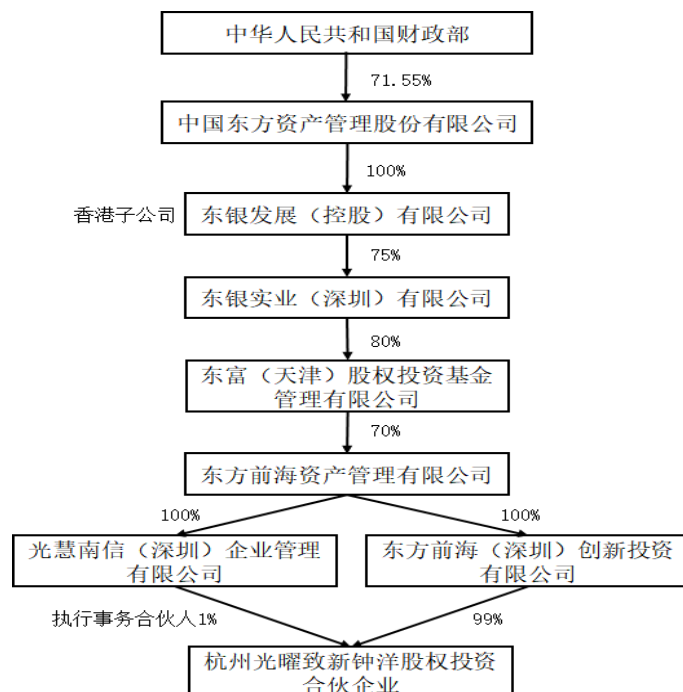 中华人民共和国财政部
71.55%
中国东方资产管理股份有限公司
100%
香港子公司
东银发展（控股）有限公司
75%
东银实业（深圳）有限公司
80%
东富（天津）股权投资基金
管理有限公司
70%
东方前海资产管理有限公司
100%
100%
光慧南信（深圳）企业管理
有限公司
东方前海（深圳）创新投资
有限公司
执行事务合伙人1%
99%
杭州光曜致新钟洋股权投资
合伙企业